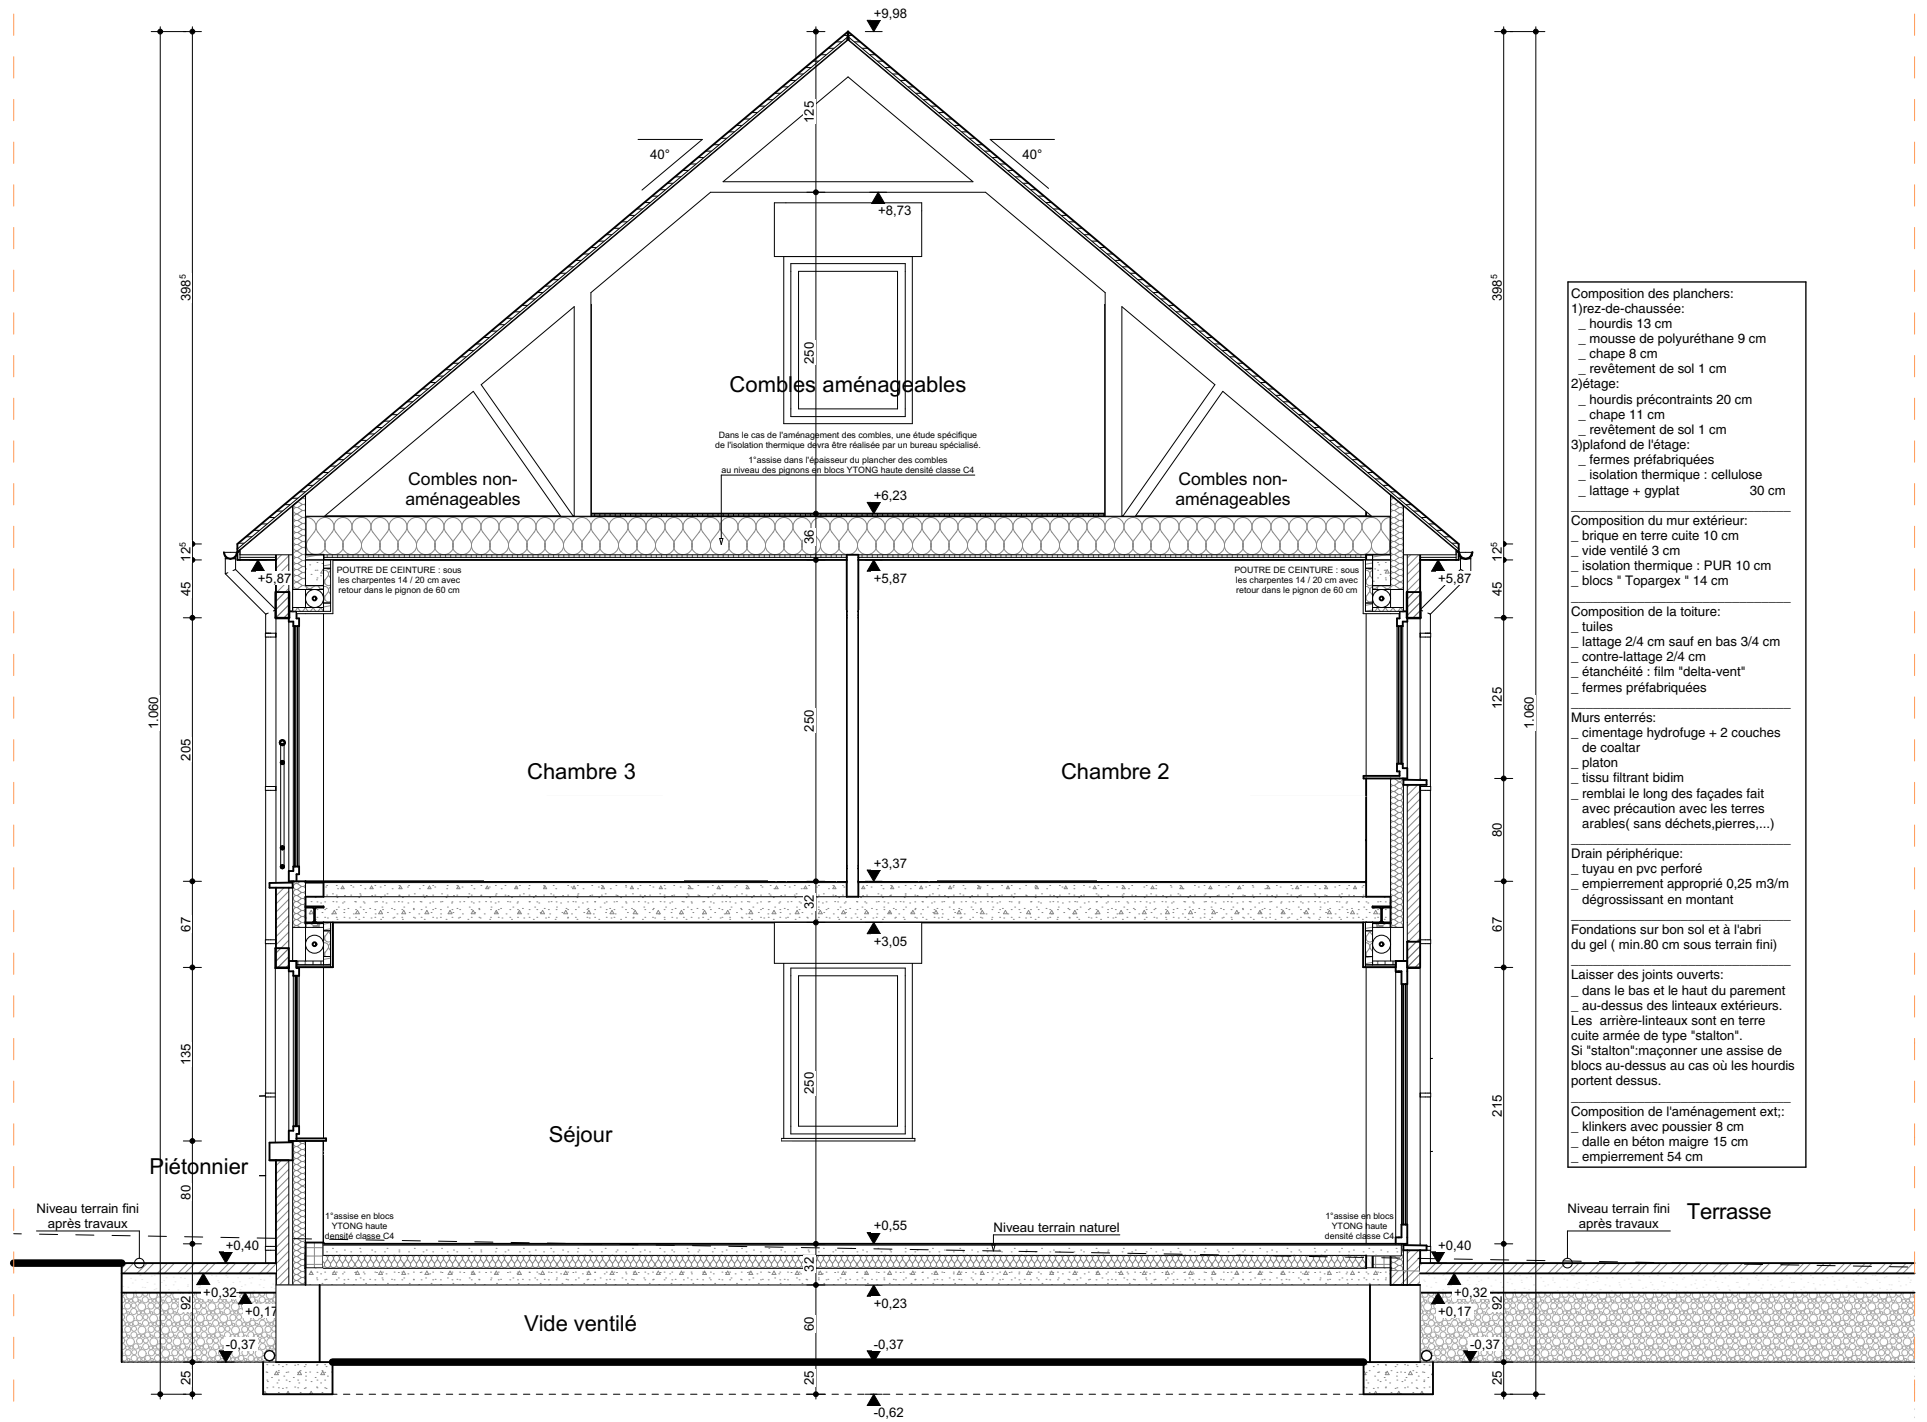 +9,98
125
40°
40°
+8,73
398⁵
398⁵
250
Combles aménageables
Dans le cas de l'aménagement des combles, une étude spécifique
de l'isolation thermique devra être réalisée par un bureau spécialisé.
1°assise dans l'épaisseur du plancher des combles
au niveau des pignons en blocs YTONG haute densité classe C4
Combles non-
aménageables
Combles non-
aménageables
+6,23
36
12⁵
12⁵
+5,87
+5,87
+5,87
POUTRE DE CEINTURE : sous
les charpentes 14 / 20 cm avec
retour dans le pignon de 60 cm
POUTRE DE CEINTURE : sous
les charpentes 14 / 20 cm avec
retour dans le pignon de 60 cm
45
45
1.060
205
250
125
1.060
Chambre 3
Chambre 2
80
+3,37
32
67
67
+3,05
135
250
215
Séjour
Piétonnier
80
Niveau terrain fini
après travaux
1°assise en blocs
YTONG haute
densité classe C4
1°assise en blocs
YTONG haute
densité classe C4
+0,55
Niveau terrain naturel
Niveau terrain fini
après travaux
Terrasse
+0,40
+0,40
32
+0,32
+0,32
92
92
+0,17
+0,23
+0,17
Vide ventilé
60
-0,37
-0,37
-0,37
25
25
25
-0,62
Composition des planchers:
1)rez-de-chaussée:
_ hourdis 13 cm
_ mousse de polyuréthane 9 cm
_ chape 8 cm
_ revêtement de sol 1 cm
2)étage:
_ hourdis précontraints 20 cm
_ chape 11 cm
_ revêtement de sol 1 cm
3)plafond de l'étage:
_ fermes préfabriquées
_ isolation thermique : cellulose
_ lattage + gyplat 30 cm
Composition du mur extérieur:
_ brique en terre cuite 10 cm
_ vide ventilé 3 cm
_ isolation thermique : PUR 10 cm
_ blocs " Topargex " 14 cm
Composition de la toiture:
_ tuiles
_ lattage 2/4 cm sauf en bas 3/4 cm
_ contre-lattage 2/4 cm
_ étanchéité : film "delta-vent"
_ fermes préfabriquées
Murs enterrés:
_ cimentage hydrofuge + 2 couches
de coaltar
_ platon
_ tissu filtrant bidim
_ remblai le long des façades fait
avec précaution avec les terres
arables( sans déchets,pierres,...)
Drain périphérique:
_ tuyau en pvc perforé
_ empierrement approprié 0,25 m3/m
dégrossissant en montant
Fondations sur bon sol et à l'abri
du gel ( min.80 cm sous terrain fini)
Laisser des joints ouverts:
_ dans le bas et le haut du parement
_ au-dessus des linteaux extérieurs.
Les arrière-linteaux sont en terre
cuite armée de type "stalton".
Si "stalton":maçonner une assise de
blocs au-dessus au cas où les hourdis
portent dessus.
Composition de l'aménagement ext;:
_ klinkers avec poussier 8 cm
_ dalle en béton maigre 15 cm
_ empierrement 54 cm